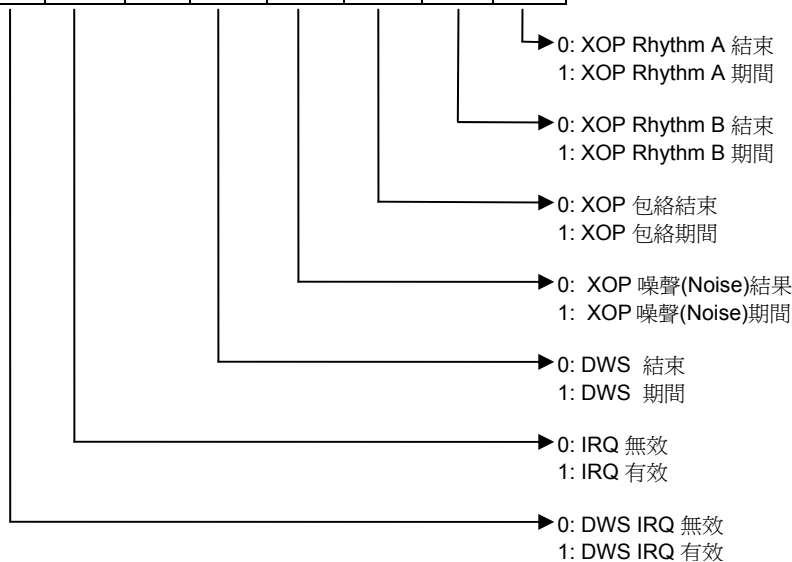 0: XOP Rhythm A 結束
1: XOP Rhythm A 期間
0: XOP Rhythm B 結束
1: XOP Rhythm B 期間
0: XOP 包絡結束
1: XOP 包絡期間
0: XOP 噪聲(Noise)結果
1: XOP 噪聲(Noise)期間
0: DWS 結束
1: DWS 期間
0: IRQ 無效
1: IRQ 有效
0: DWS IRQ 無效
1: DWS IRQ 有效